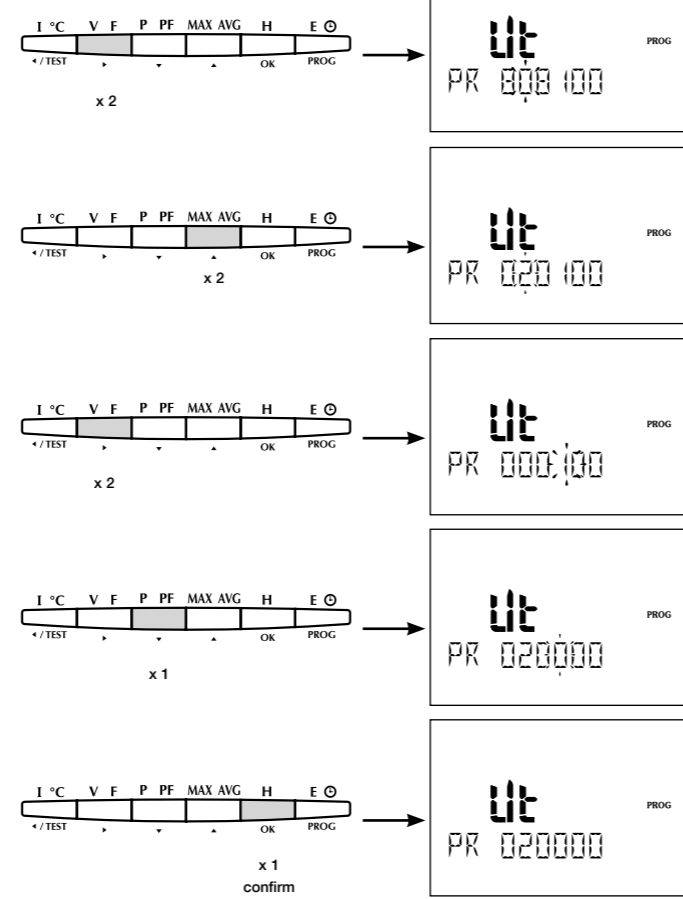 I °C V F P PF MAX AVG H E
◂ / TEST ▸ ▾ ▴ OK PROG
x 2
Ut PROG
PR
I °C V F P PF MAX AVG H E
◂ / TEST ▸ ▾ ▴ OK PROG
x 2
Ut PROG
PR 020100
I °C V F P PF MAX AVG H E
◂ / TEST ▸ ▾ ▴ OK PROG
x 2
Ut PROG
PR
I °C V F P PF MAX AVG H E
◂ / TEST ▸ ▾ ▴ OK PROG
x 1
Ut PROG
PR 020000
I °C V F P PF MAX AVG H E
◂ / TEST ▸ ▾ ▴ OK PROG
x 1
confirm
Ut PROG
PR 020000